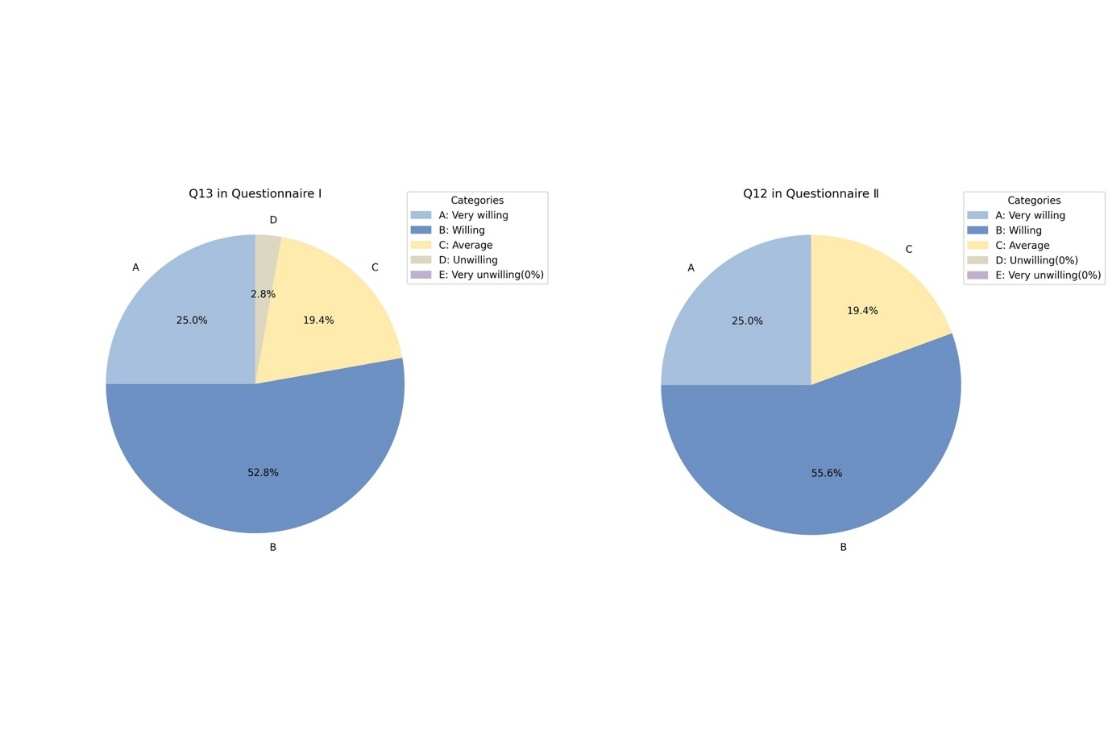 Q13 in Questionnaire I
Categories
A: Very willing
B: Willing
C: Average
D: Unwilling
E: Very unwilling(0%)
D
A
C
2.8%
25.0%
19.4%
52.8%
B
Q12 in Questionnaire Ⅱ
Categories
A: Very willing
B: Willing
C: Average
D: Unwilling(0%)
E: Very unwilling(0%)
C
A
19.4%
25.0%
55.6%
B